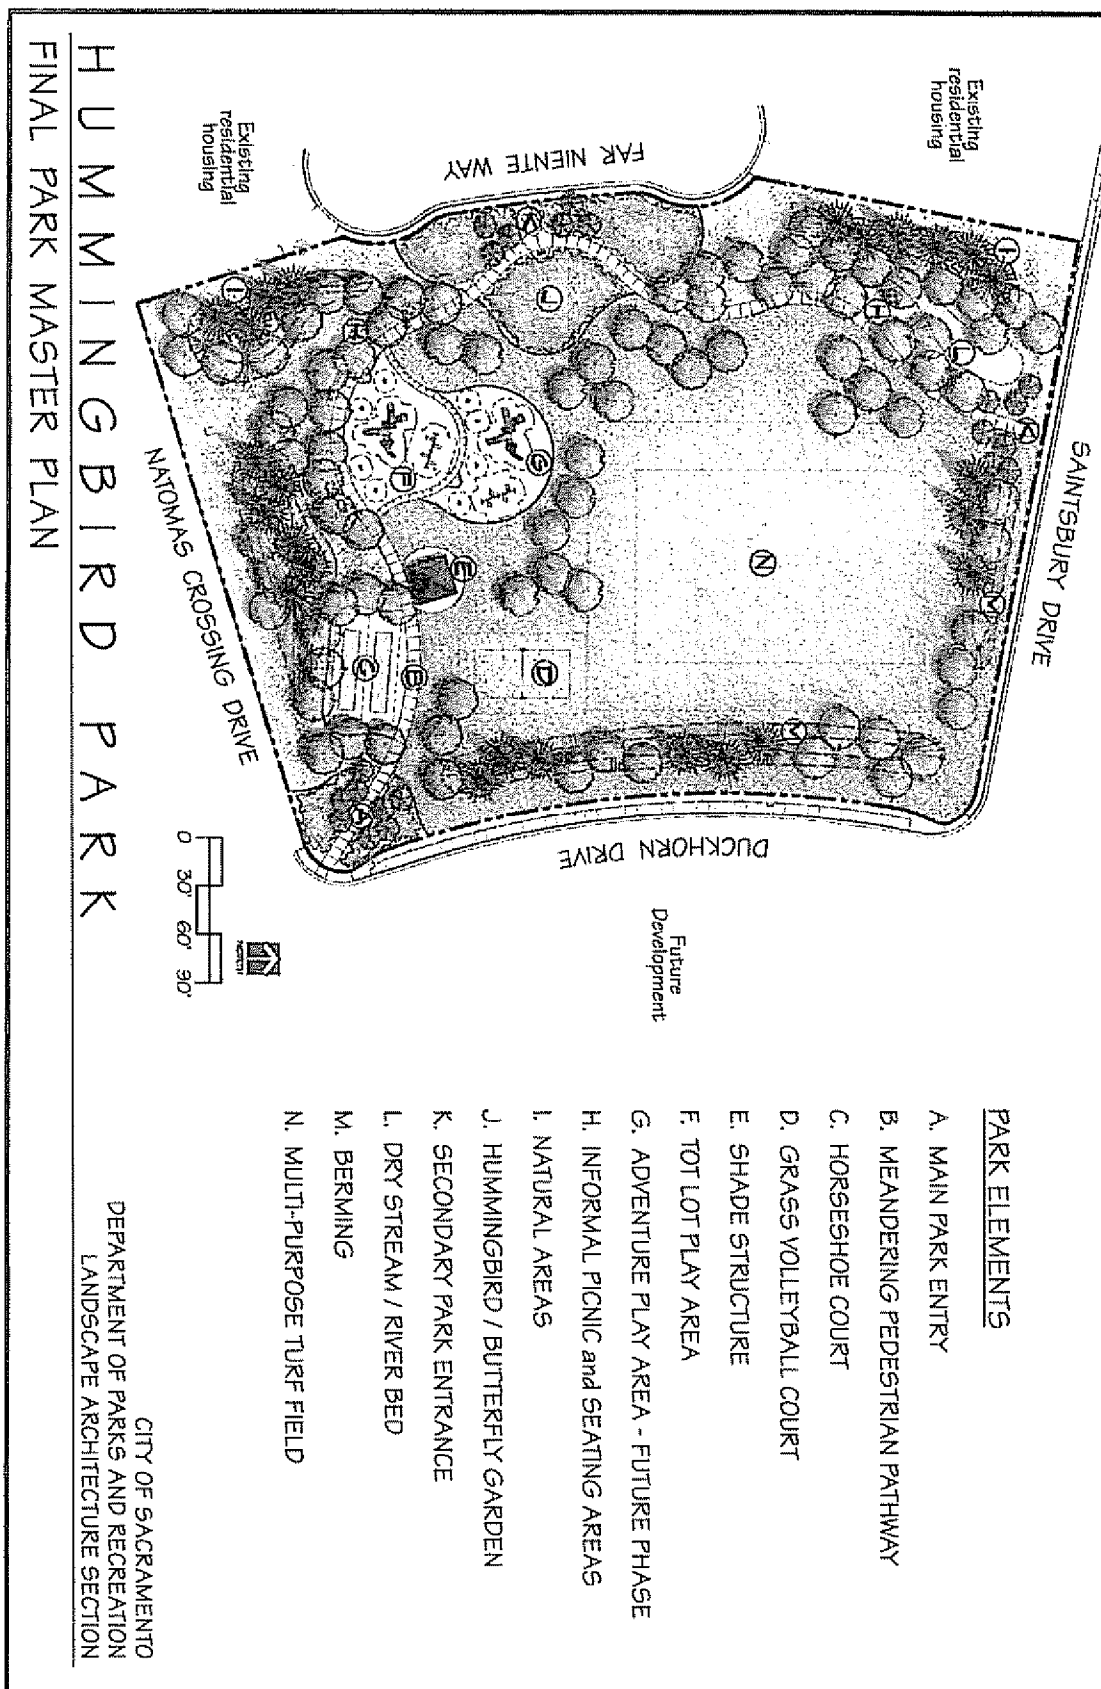 HUMMINGBIRD PARK
FINAL PARK MASTER PLAN
Existing
residential
housing
Existing
residential
housing
FAR NIENTE WAY
SAINTSBURY DRIVE
NATOMAS CROSSING DRIVE
DUCKHORN DRIVE
Future
Development
I
H
L
K
M
K
J
N
I
H
F
G
E
D
C
E
M
A
0 30' 60' 90'
NORTH
PARK ELEMENTS
A. MAIN PARK ENTRY
B. MEANDERING PEDESTRIAN PATHWAY
C. HORSESHOE COURT
D. GRASS VOLLEYBALL COURT
E. SHADE STRUCTURE
F. TOT LOT PLAY AREA
G. ADVENTURE PLAY AREA - FUTURE PHASE
H. INFORMAL PICNIC and SEATING AREAS
I. NATURAL AREAS
J. HUMMINGBIRD / BUTTERFLY GARDEN
K. SECONDARY PARK ENTRANCE
L. DRY STREAM / RIVER BED
M. BERMING
N. MULTI-PURPOSE TURF FIELD
CITY OF SACRAMENTO
DEPARTMENT OF PARKS AND RECREATION
LANDSCAPE ARCHITECTURE SECTION